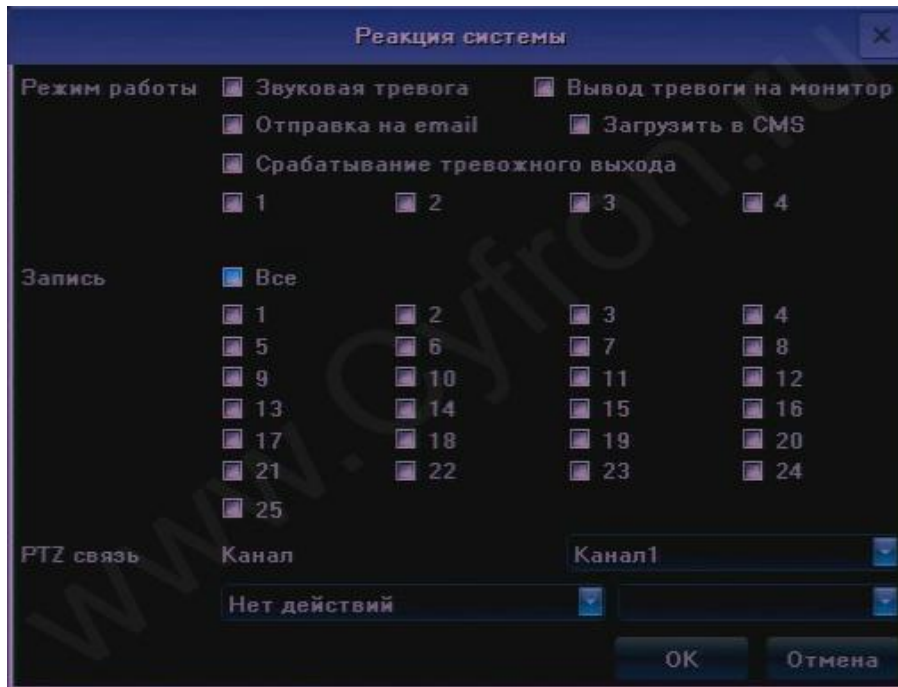 Реакция системы
Режим работы Звуковая тревога Вывод тревоги на монитор
Отправка на email Загрузить в CMS
Срабатывание тревожного выхода
1 2 3 4
Запись Все
1 2 3 4
5 6 7 8
9 10 11 12
13 14 15 16
17 18 19 20
21 22 23 24
25
PTZ связь Канал Канал1
Нет действий
OK Отмена
www.Cyfron.ru